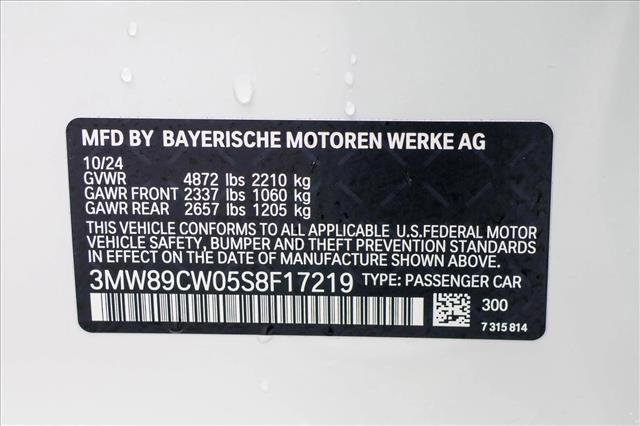 MFD BY BAYERISCHE MOTOREN WERKE AG
10/24
GVWR 4872 lbs 2210 kg
GAWR FRONT 2337 lbs 1060 kg
GAWR REAR 2657 lbs 1205 kg
THIS VEHICLE CONFORMS TO ALL APPLICABLE U.S.FEDERAL MOTOR
VEHICLE SAFETY, BUMPER AND THEFT PREVENTION STANDARDS
IN EFFECT ON THE DATE OF MANUFACTURE SHOWN ABOVE.
3MW89CW05S8F17219 TYPE: PASSENGER CAR
300
7 315 814